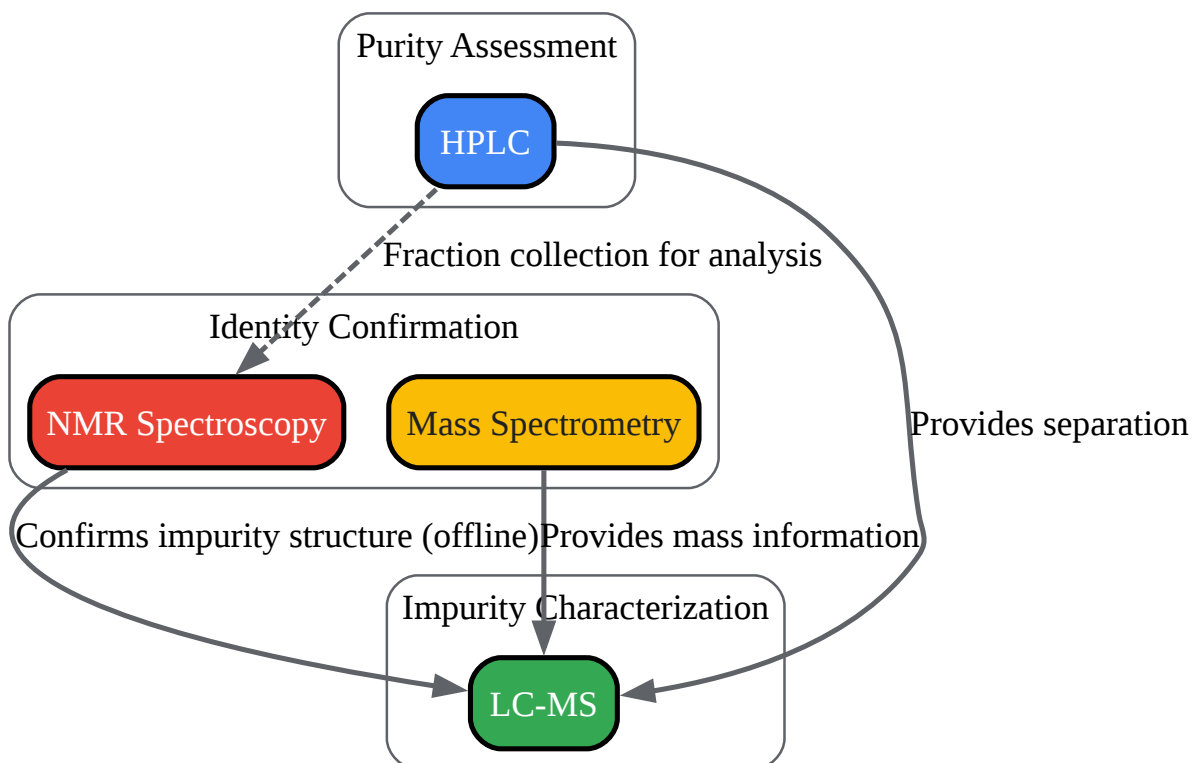 Purity Assessment
HPLC
Fraction collection for analysis
Identity Confirmation
NMR Spectroscopy
Mass Spectrometry
Provides separation
Confirms impurity structure (offline)
Provides mass information
Impurity Characterization
LC-MS